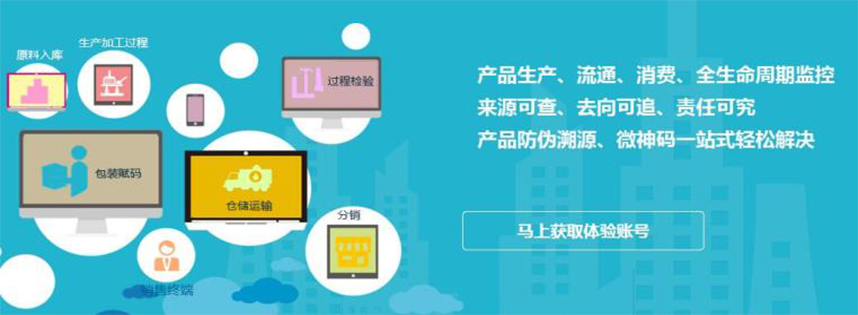 生产加工过程
原料入库
过程检验
包装赋码
仓储运输
分销
销售终端
产品生产、流通、消费、全生命周期监控
来源可查、去向可追、责任可究
产品防伪溯源、微神码一站式轻松解决
马上获取体验账号